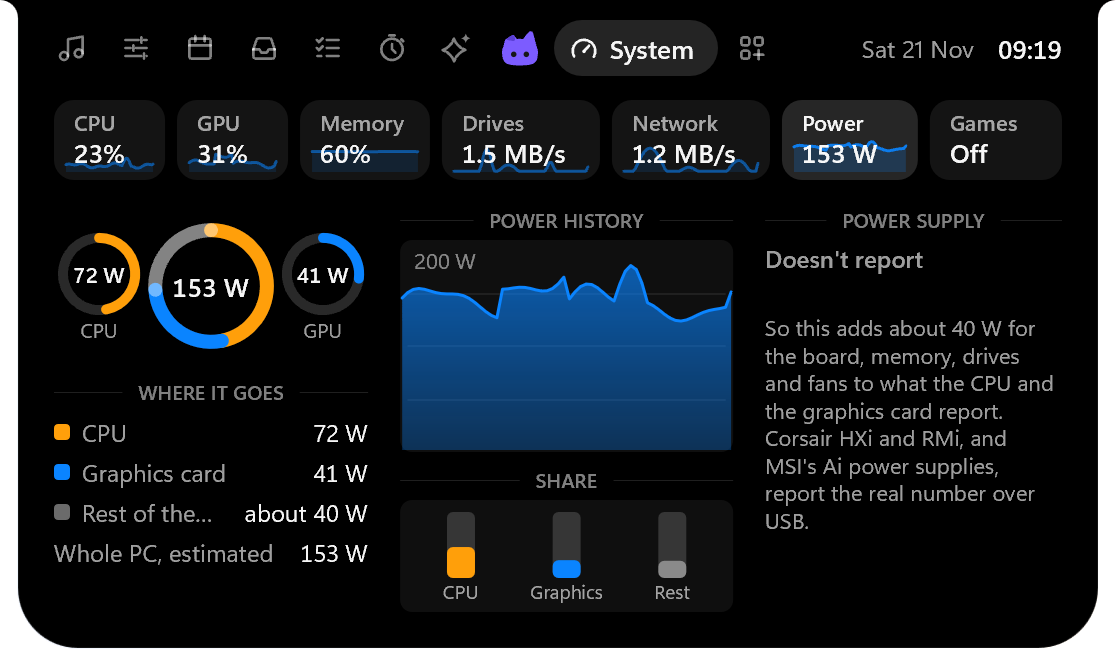 System
Sat 21 Nov 09:19
CPU
23%
GPU
31%
Memory
60%
Drives
1.5 MB/s
Network
1.2 MB/s
Power
153 W
Games
Off
72 W
CPU
153 W
41 W
GPU
WHERE IT GOES
CPU 72 W
Graphics card 41 W
Rest of the... about 40 W
Whole PC, estimated 153 W
POWER HISTORY
200 W
SHARE
CPU Graphics Rest
POWER SUPPLY
Doesn't report
So this adds about 40 W for
the board, memory, drives
and fans to what the CPU and
the graphics card report.
Corsair HXi and RMi, and
MSI's Ai power supplies,
report the real number over
USB.